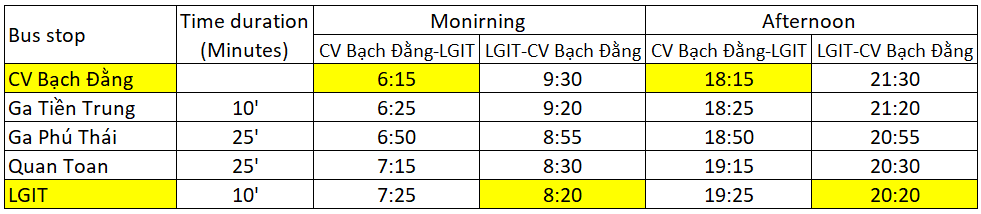 Bus stop Time duration (Minutes) Monirning Afternoon
CV Bạch Đằng-LGIT LGIT-CV Bạch Đằng CV Bạch Đằng-LGIT LGIT-CV Bạch Đằng
CV Bạch Đằng 6:15 9:30 18:15 21:30
Ga Tiền Trung 10' 6:25 9:20 18:25 21:20
Ga Phú Thái 25' 6:50 8:55 18:50 20:55
Quan Toan 25' 7:15 8:30 19:15 20:30
LGIT 10' 7:25 8:20 19:25 20:20